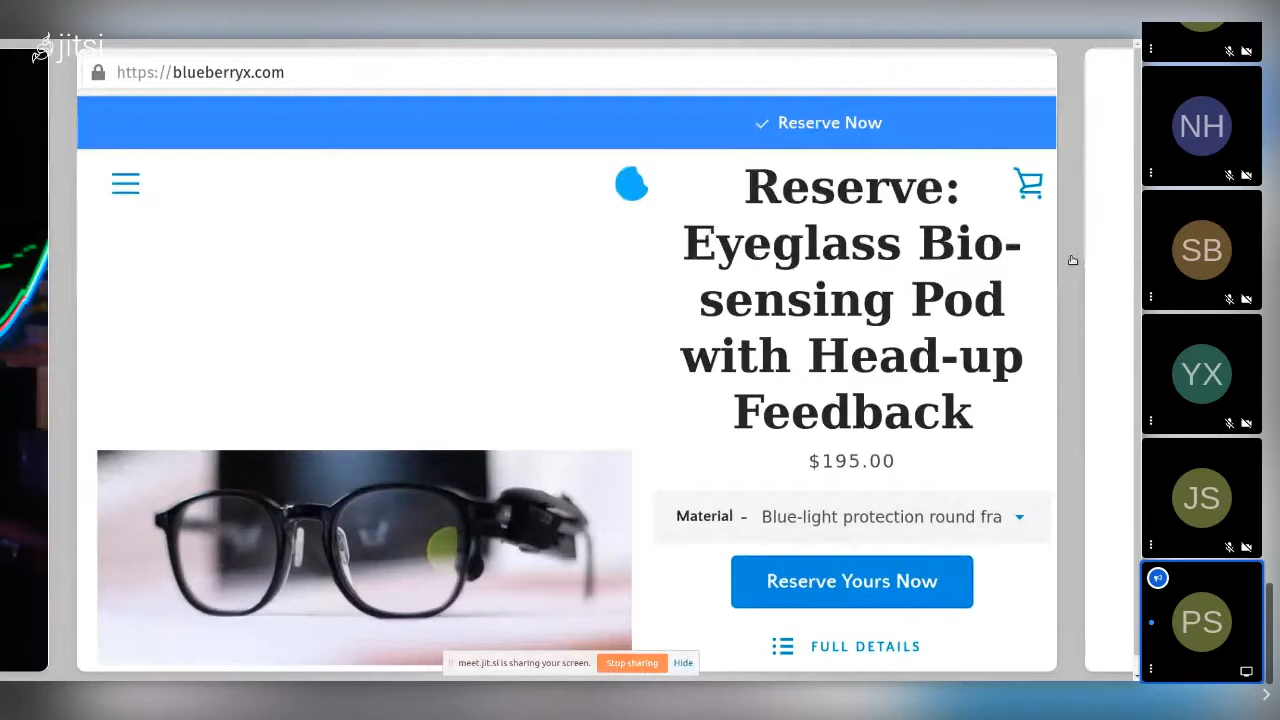 jitsi
https://blueberryx.com
Reserve Now
Reserve:
Eyeglass Bio-
sensing Pod
with Head-up
Feedback
$195.00
Material - Blue-light protection round fra
Reserve Yours Now
FULL DETAILS
meet.jit.si is sharing your screen. Stop sharing Hide
NH
SB
YX
JS
PS